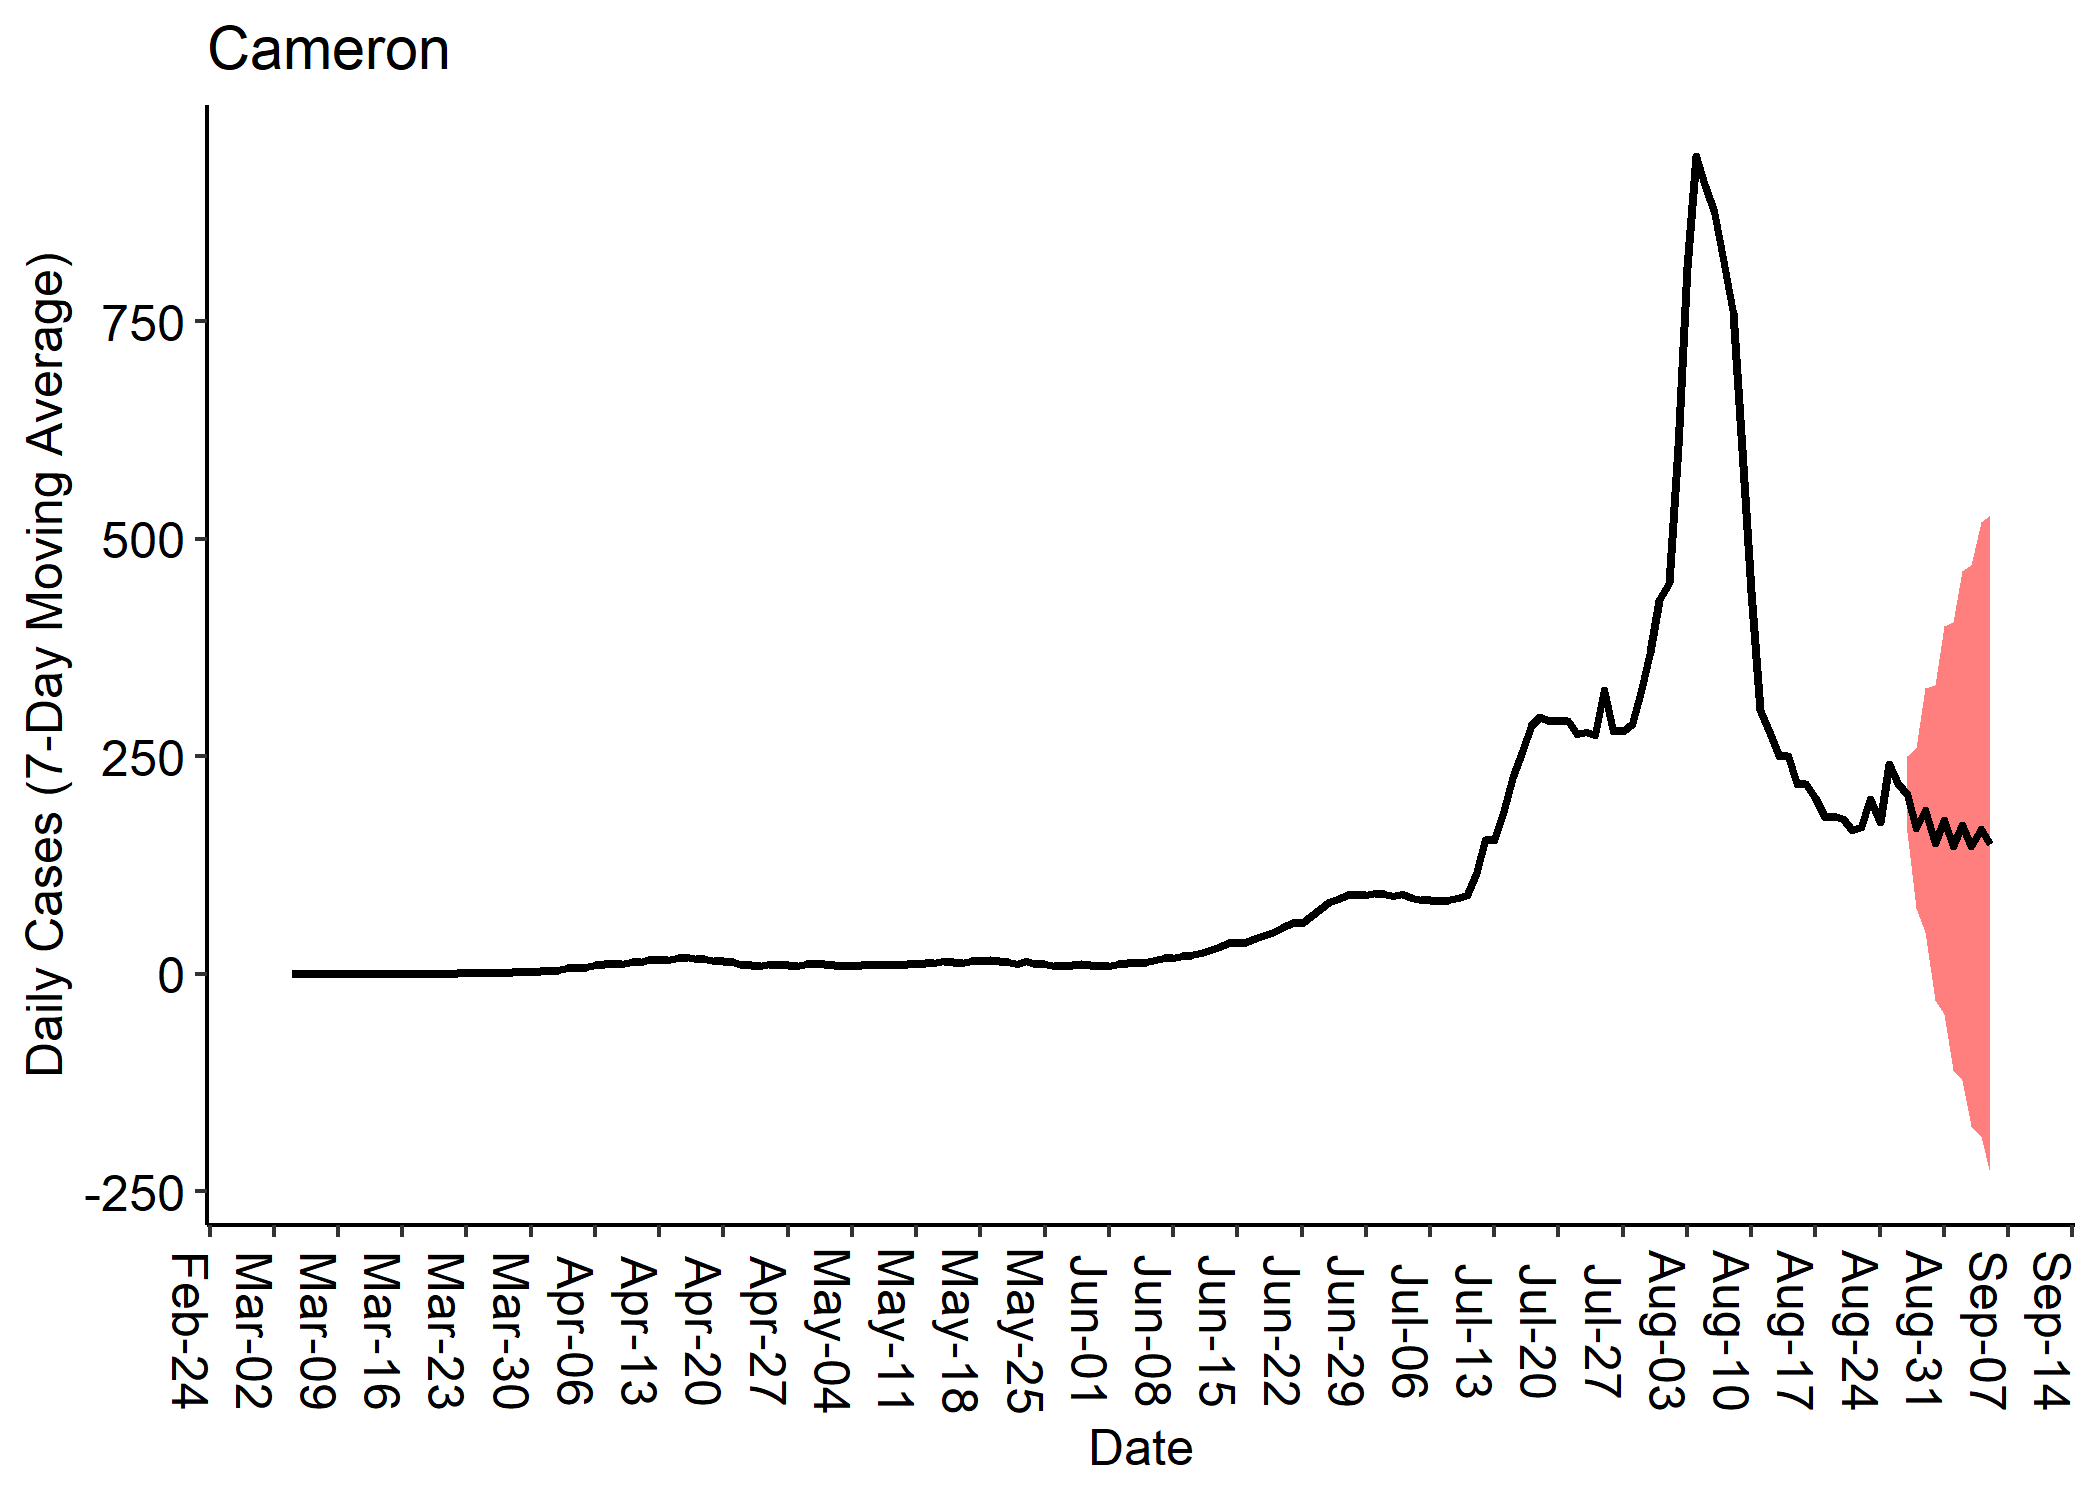 Cameron
Daily Cases (7-Day Moving Average)
750
500
250
0
-250
Feb-24
Mar-02
Mar-09
Mar-16
Mar-23
Mar-30
Apr-06
Apr-13
Apr-20
Apr-27
May-04
May-11
May-18
May-25
Jun-01
Jun-08
Jun-15
Jun-22
Jun-29
Jul-06
Jul-13
Jul-20
Jul-27
Aug-03
Aug-10
Aug-17
Aug-24
Aug-31
Sep-07
Sep-14
Date